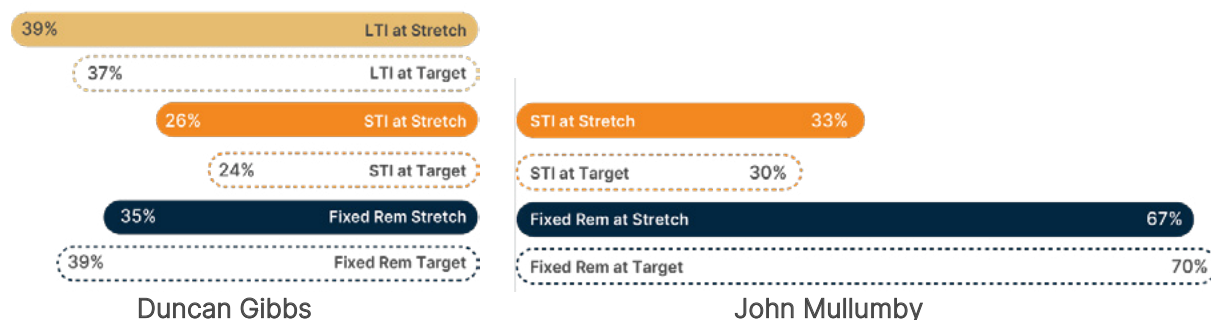 39% LTI at Stretch
37% LTI at Target
26% STI at Stretch
24% STI at Target
35% Fixed Rem Stretch
39% Fixed Rem Target
Duncan Gibbs
STI at Stretch 33%
STI at Target 30%
Fixed Rem at Stretch 67%
Fixed Rem at Target 70%
John Mullumby